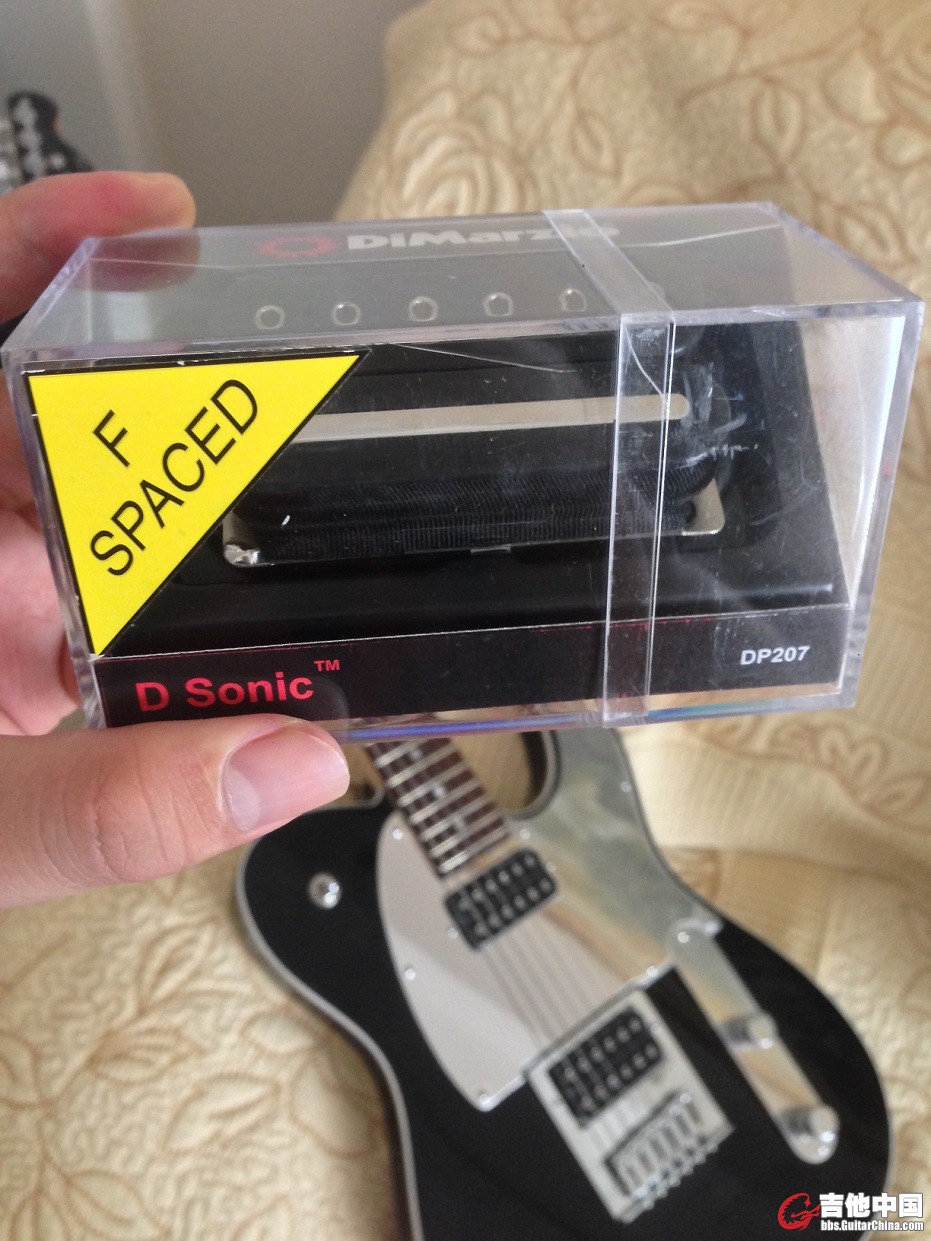 DiMarzio
F
SPACED
D Sonic™
DP207
吉他中国
bbs.GuitarChina.com